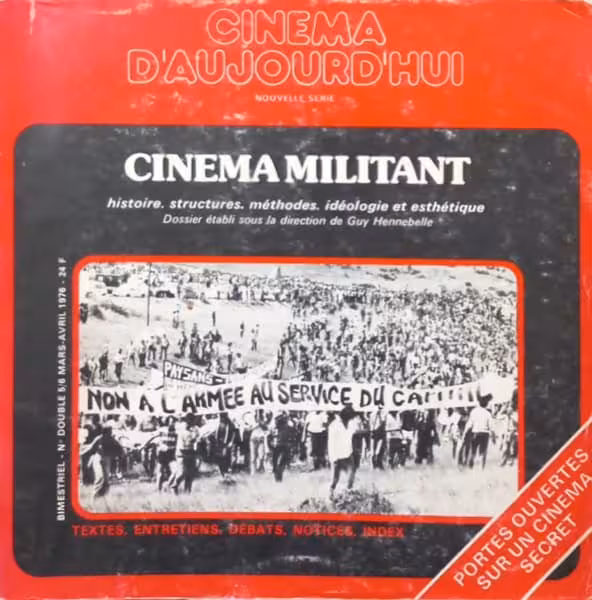 CINEMA
D'AUJOURD'HUI
NOUVELLE SERIE
CINEMA MILITANT
histoire. structures. méthodes. idéologie et esthétique
Dossier établi sous la direction de Guy Hennebelle
BIMESTRIEL - N° DOUBLE 5/6 MARS-AVRIL 1976 - 24 F
PAYSANS-
NON A L'ARMEE AU SERVICE DU
TEXTES, ENTRETIENS, DÉBATS, NOTICES, INDEX
PORTES OUVERTES
SUR UN CINEMA
SECRET